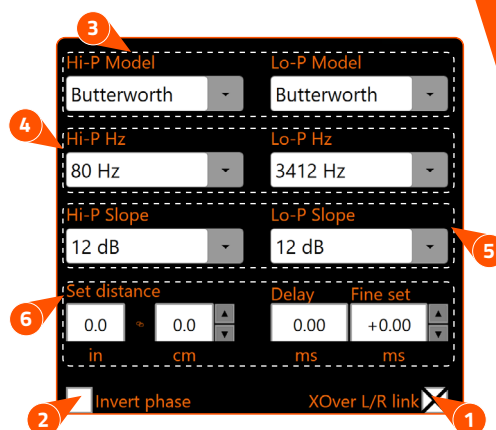 3
Hi-P Model Lo-P Model
Butterworth Butterworth
4
Hi-P Hz Lo-P Hz
80 Hz 3412 Hz
Hi-P Slope Lo-P Slope
12 dB 12 dB
5
Set distance Delay Fine set
6
0.0 0.0 0.00 +0.00
in cm ms ms
Invert phase XOver L/R link
2 1